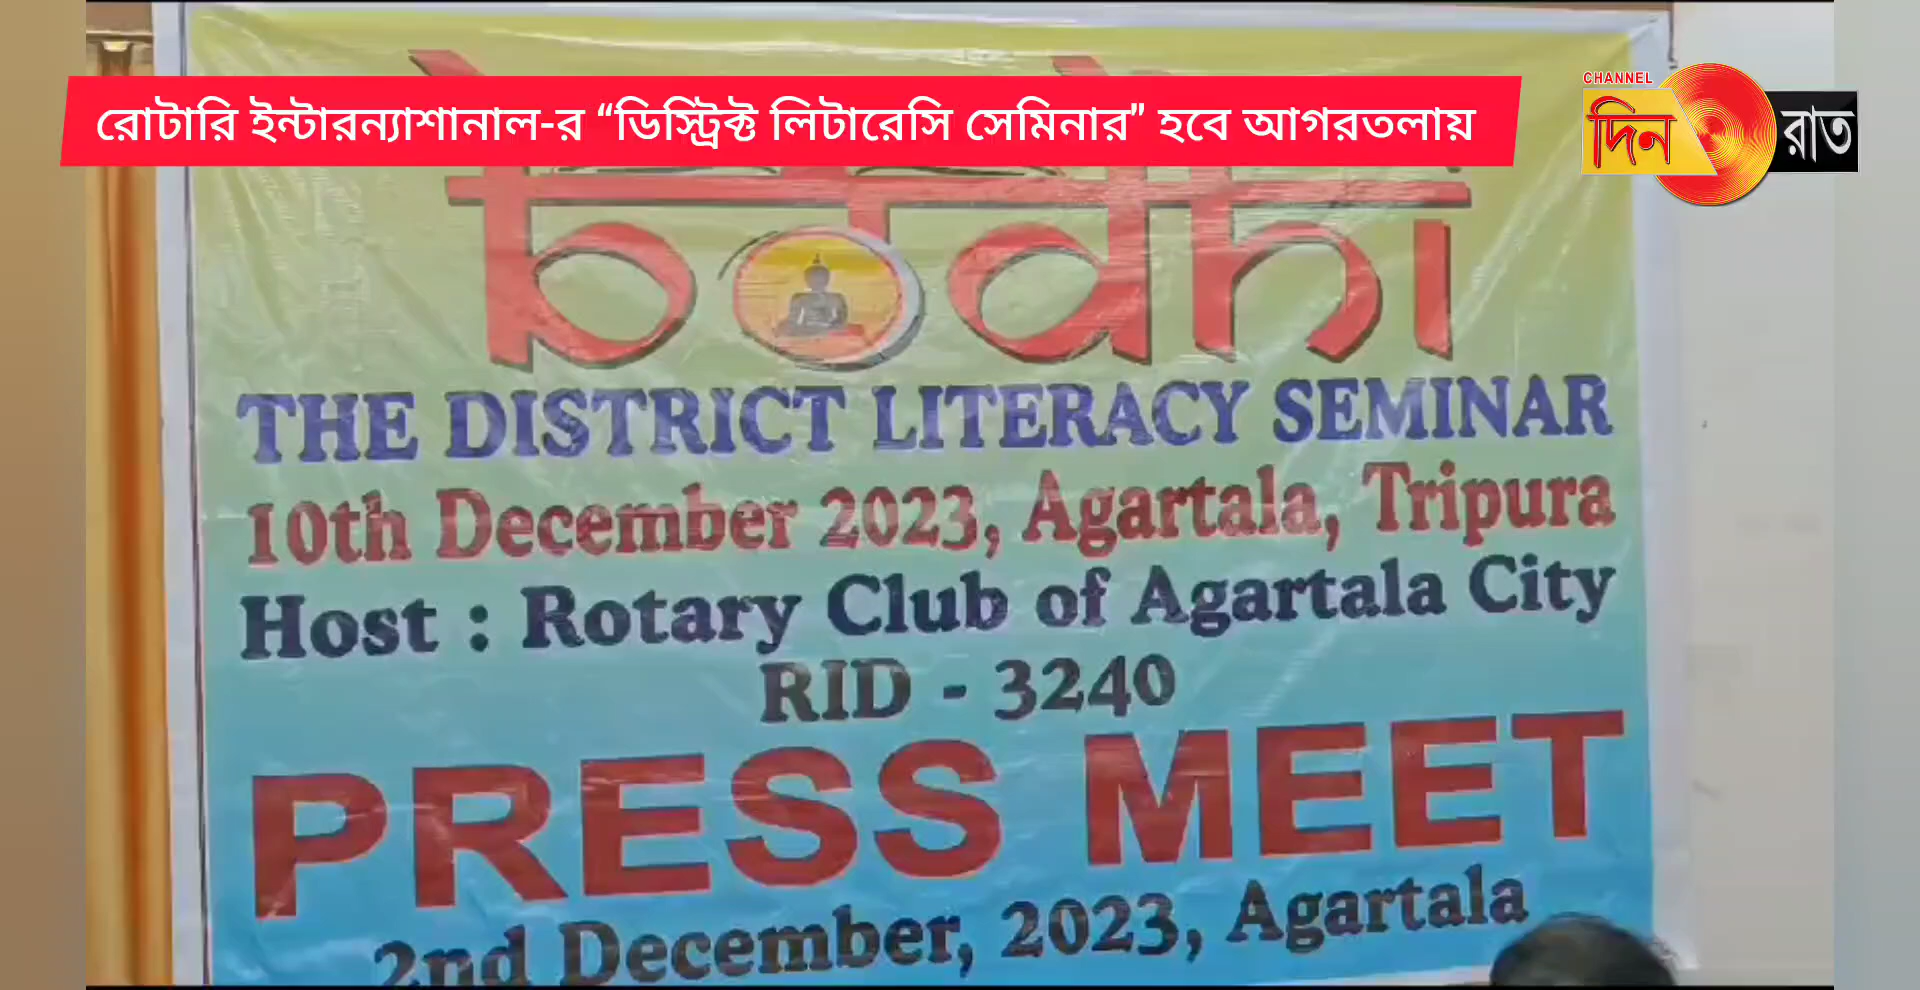 CHANNEL
দিন রাত
রোটারি ইন্টারন্যাশানাল-র “ডিস্ট্রিক্ট লিটারেসি সেমিনার” হবে আগরতলায়
bodhi
THE DISTRICT LITERACY SEMINAR
10th December 2023, Agartala, Tripura
Host : Rotary Club of Agartala City
RID - 3240
PRESS MEET
2nd December, 2023, Agartala